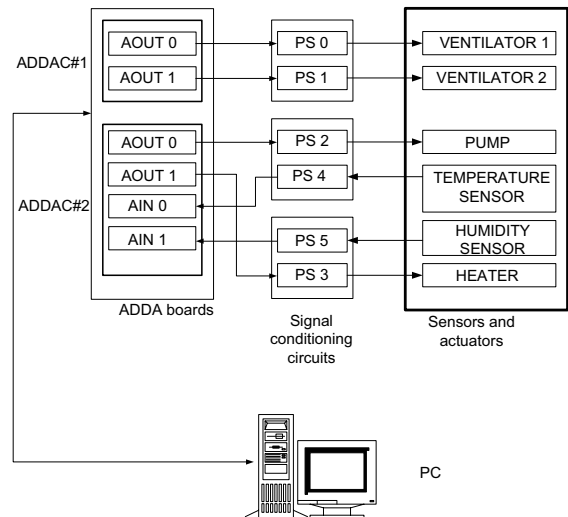 ADDAC#1
AOUT 0
PS 0
VENTILATOR 1
AOUT 1
PS 1
VENTILATOR 2
ADDAC#2
AOUT 0
PS 2
PUMP
AOUT 1
PS 4
TEMPERATURE
SENSOR
AIN 0
AIN 1
PS 5
HUMIDITY
SENSOR
PS 3
HEATER
ADDA boards
Signal
conditioning
circuits
Sensors and
actuators
PC